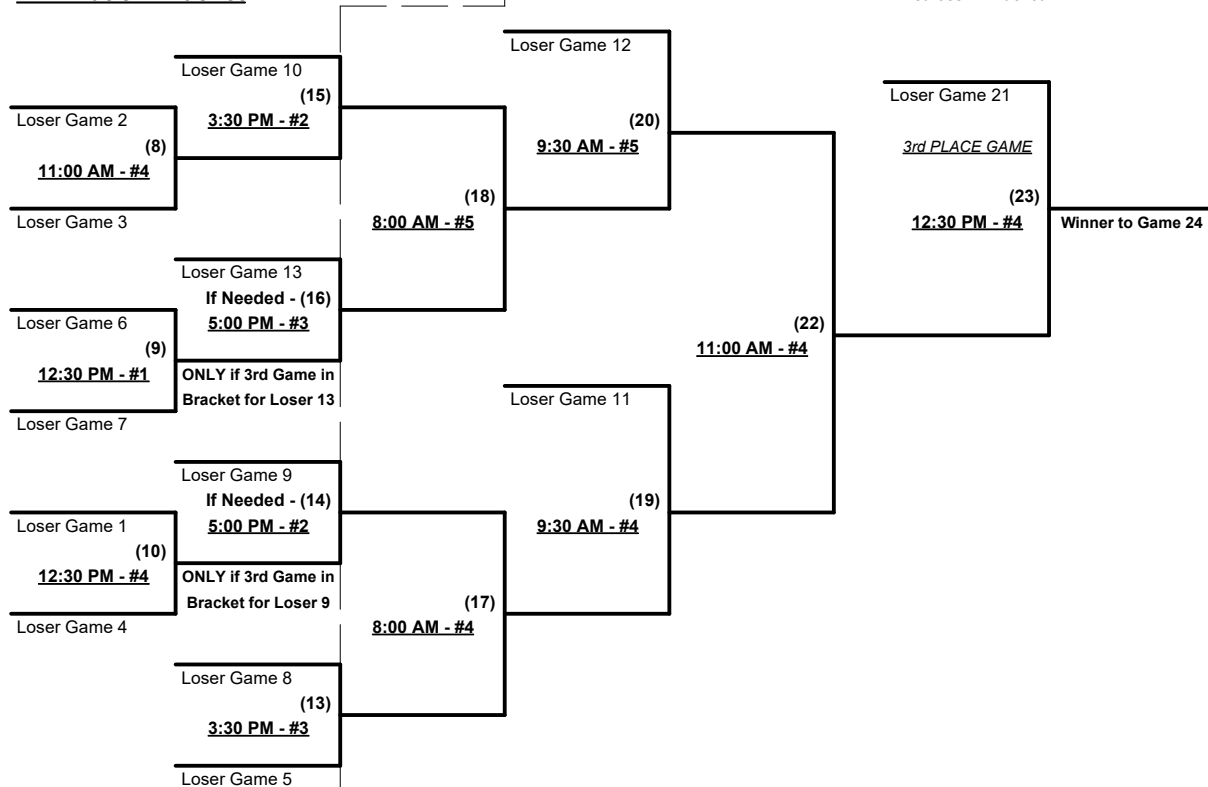 Loser Game 12
Loser Game 10
(15)
3:30 PM - #2
Loser Game 2
(8)
11:00 AM - #4
Loser Game 3
Loser Game 21
3rd PLACE GAME
(23)
12:30 PM - #4
Winner to Game 24
(20)
9:30 AM - #5
(18)
8:00 AM - #5
Loser Game 13
If Needed - (16)
5:00 PM - #3
Loser Game 6
(9)
12:30 PM - #1
ONLY if 3rd Game in
Bracket for Loser 13
Loser Game 7
(22)
11:00 AM - #4
Loser Game 11
Loser Game 9
If Needed - (14)
5:00 PM - #2
Loser Game 1
(10)
12:30 PM - #4
ONLY if 3rd Game in
Bracket for Loser 9
Loser Game 4
(19)
9:30 AM - #4
(17)
8:00 AM - #4
Loser Game 8
(13)
3:30 PM - #3
Loser Game 5